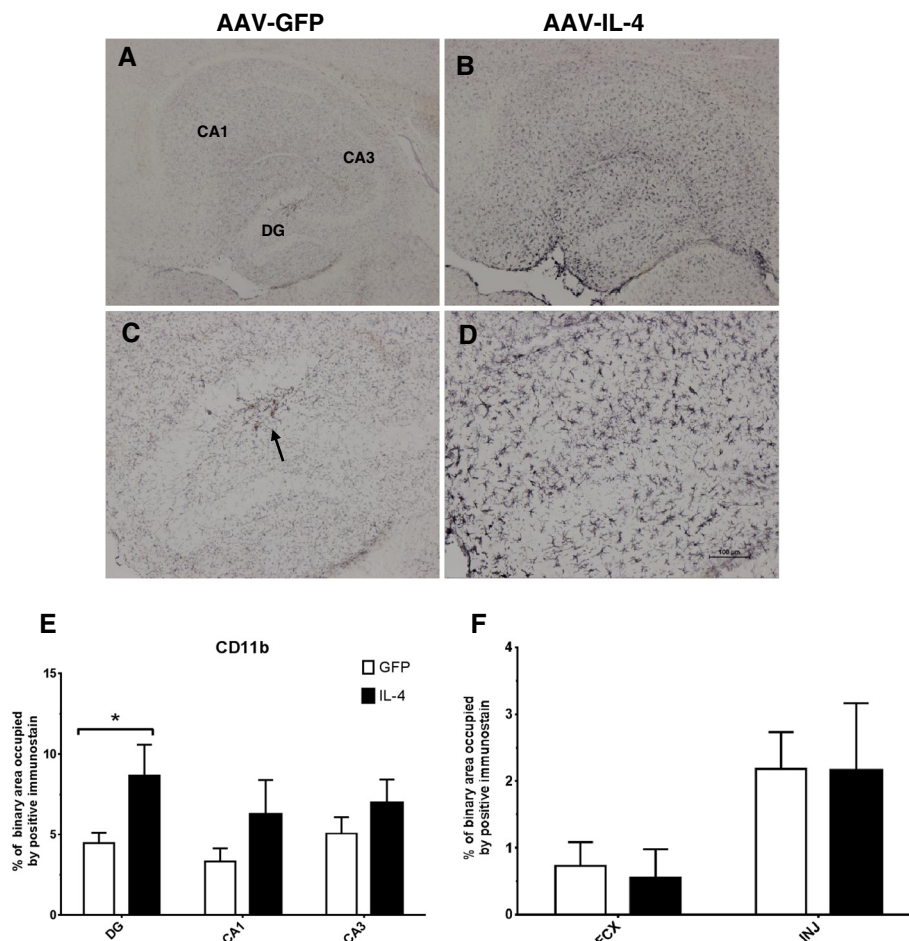 AAV-GFP AAV-IL-4
A
B
CA1
CA3
DG
C
D
100 µm
E
CD11b
GFP
IL-4
% of binary area occupied
by positive immunostain
15
10
5
0
*
DG
CA1
CA3
F
% of binary area occupied
by positive immunostain
4
3
2
1
0
FCX
INJ